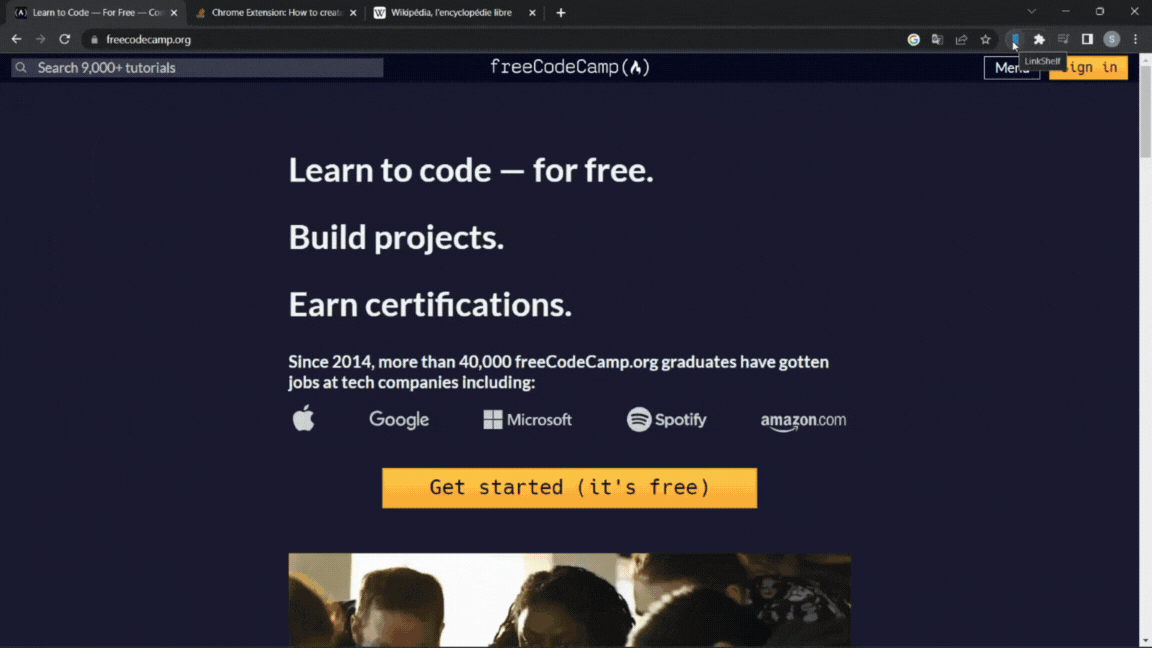 Learn to Code — For Free — Co
Chrome Extension: How to creat
Wikipédia, l'encyclopédie libre
freecodecamp.org
S
LinkShelf
Search 9,000+ tutorials
freeCodeCamp(
Sign in
Learn to code — for free.
Build projects.
Earn certifications.
Since 2014, more than 40,000 freeCodeCamp.org graduates have gotten
jobs at tech companies including:
Google
Microsoft
Spotify
amazon.com
Get started (it's free)